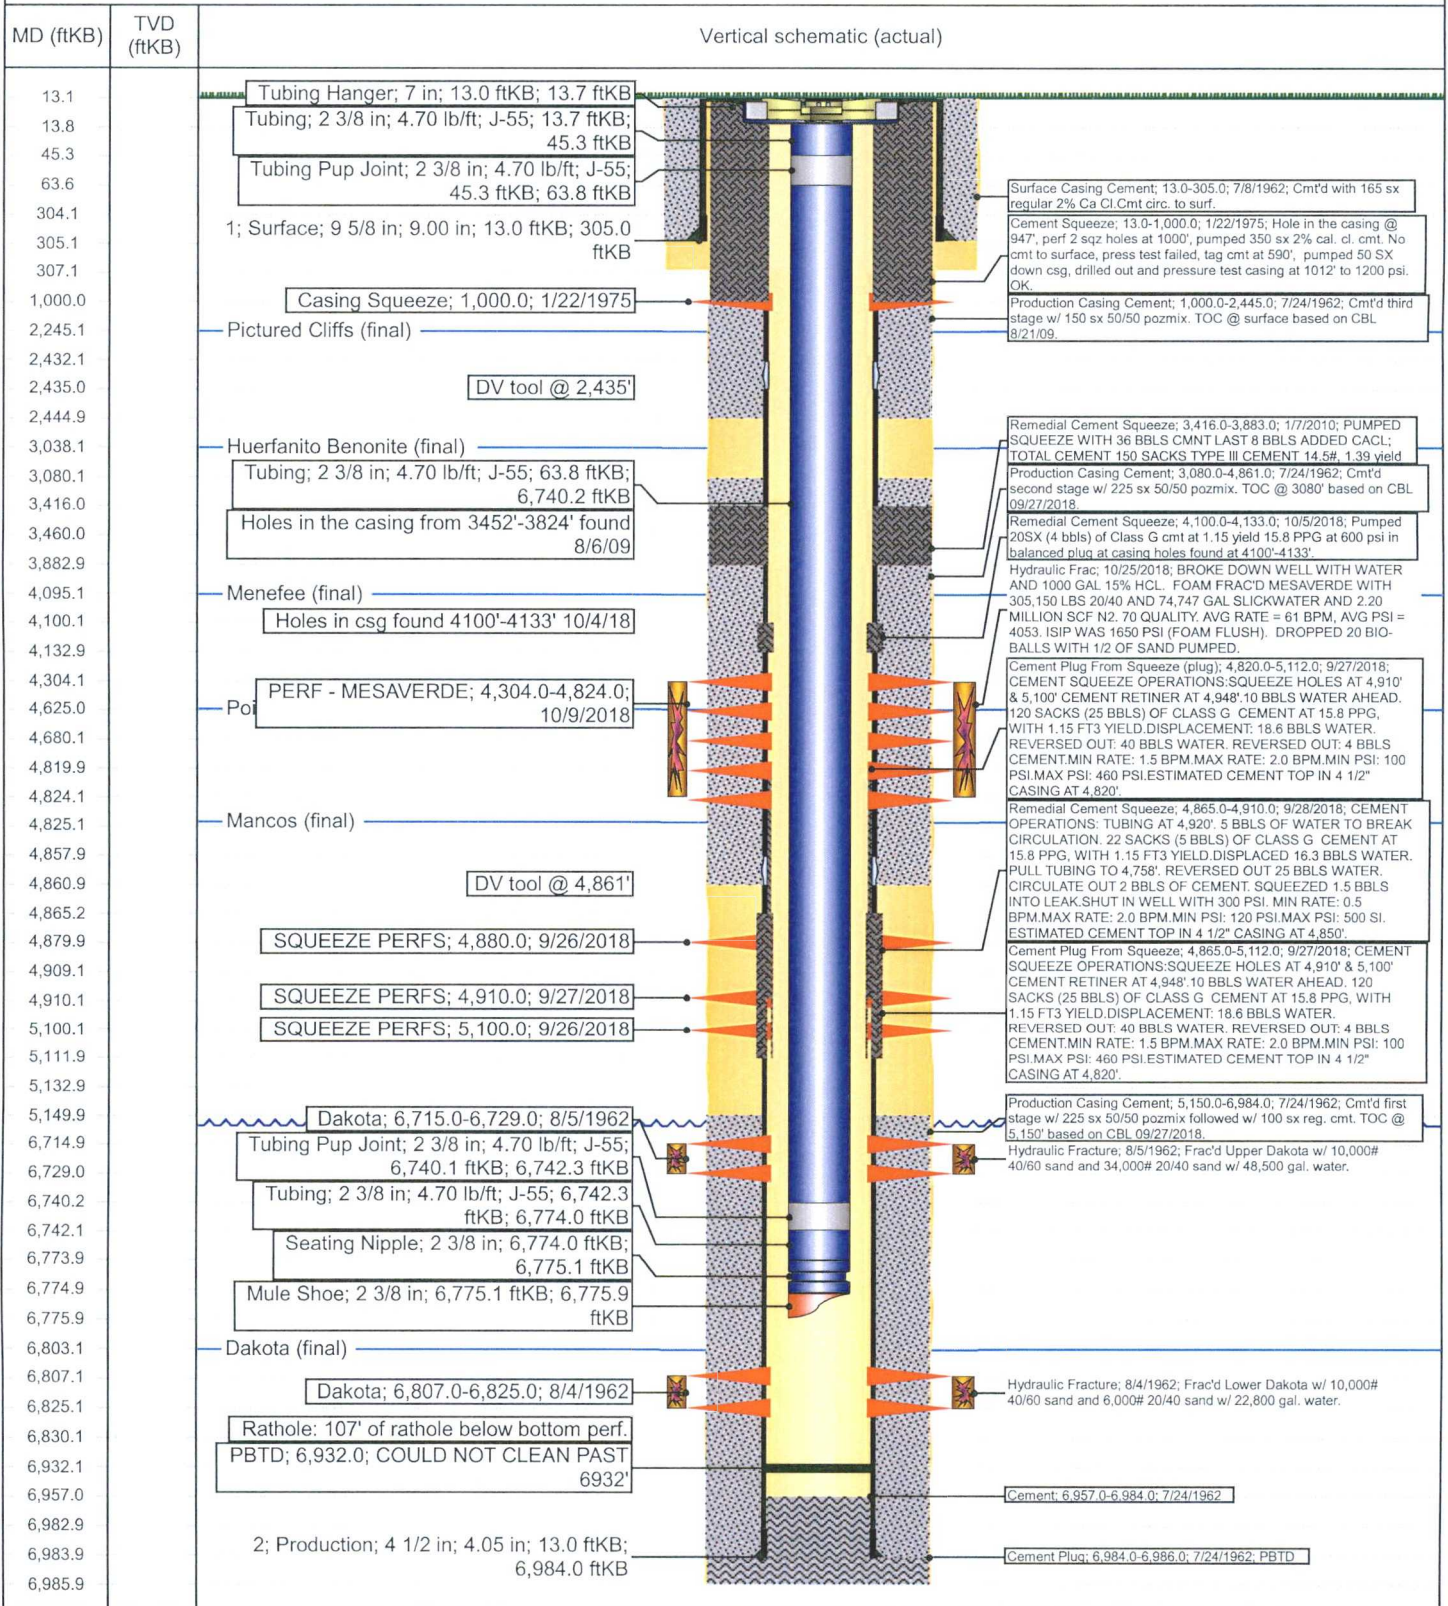 MD (ftKB)
TVD
(ftKB)
Vertical schematic (actual)
13.1
13.8
45.3
63.6
304.1
305.1
307.1
1,000.0
2,245.1
2,432.1
2,435.0
2,444.9
3,038.1
3,080.1
3,416.0
3,460.0
3,882.9
4,095.1
4,100.1
4,132.9
4,304.1
4,625.0
4,680.1
4,819.9
4,824.1
4,825.1
4,857.9
4,860.9
4,865.2
4,879.9
4,909.1
4,910.1
5,100.1
5,111.9
5,132.9
5,149.9
6,714.9
6,729.0
6,740.2
6,742.1
6,773.9
6,774.9
6,775.9
6,803.1
6,807.1
6,825.1
6,830.1
6,932.1
6,957.0
6,982.9
6,983.9
6,985.9
Tubing Hanger; 7 in; 13.0 ftKB; 13.7 ftKB
Tubing; 2 3/8 in; 4.70 lb/ft; J-55; 13.7 ftKB;
45.3 ftKB
Tubing Pup Joint; 2 3/8 in; 4.70 lb/ft; J-55;
45.3 ftKB; 63.8 ftKB
1; Surface; 9 5/8 in; 9.00 in; 13.0 ftKB; 305.0
ftKB
Casing Squeeze; 1,000.0; 1/22/1975
Pictured Cliffs (final)
DV tool @ 2,435'
Huerfanito Benonite (final)
Tubing; 2 3/8 in; 4.70 lb/ft; J-55; 63.8 ftKB;
6,740.2 ftKB
Holes in the casing from 3452'-3824' found
8/6/09
Menefee (final)
Holes in csg found 4100'-4133' 10/4/18
PERF - MESAVERDE; 4,304.0-4,824.0;
10/9/2018
Poi
Mancos (final)
DV tool @ 4,861'
SQUEEZE PERFS; 4,880.0; 9/26/2018
SQUEEZE PERFS; 4,910.0; 9/27/2018
SQUEEZE PERFS; 5,100.0; 9/26/2018
Dakota; 6,715.0-6,729.0; 8/5/1962
Tubing Pup Joint; 2 3/8 in; 4.70 lb/ft; J-55;
6,740.1 ftKB; 6,742.3 ftKB
Tubing; 2 3/8 in; 4.70 lb/ft; J-55; 6,742.3
ftKB; 6,774.0 ftKB
Seating Nipple; 2 3/8 in; 6,774.0 ftKB;
6,775.1 ftKB
Mule Shoe; 2 3/8 in; 6,775.1 ftKB; 6,775.9
ftKB
Dakota (final)
Dakota; 6,807.0-6,825.0; 8/4/1962
Rathole: 107' of rathole below bottom perf.
PBTD; 6,932.0; COULD NOT CLEAN PAST
6932'
2; Production; 4 1/2 in; 4.05 in; 13.0 ftKB;
6,984.0 ftKB
Surface Casing Cement; 13.0-305.0; 7/8/1962; Cmt'd with 165 sx
regular 2% Ca Cl.Cmt circ. to surf.
Cement Squeeze; 13.0-1,000.0; 1/22/1975; Hole in the casing @
947', perf 2 sqz holes at 1000', pumped 350 sx 2% cal. cl. cmt. No
cmt to surface, press test failed, tag cmt at 590', pumped 50 SX
down csg, drilled out and pressure test casing at 1012' to 1200 psi.
OK.
Production Casing Cement; 1,000.0-2,445.0; 7/24/1962; Cmt'd third
stage w/ 150 sx 50/50 pozmix. TOC @ surface based on CBL
8/21/09.
Remedial Cement Squeeze; 3,416.0-3,883.0; 1/7/2010; PUMPED
SQUEEZE WITH 36 BBLS CMNT LAST 8 BBLS ADDED CACL;
TOTAL CEMENT 150 SACKS TYPE III CEMENT 14.5#, 1.39 yield
Production Casing Cement; 3,080.0-4,861.0; 7/24/1962; Cmt'd
second stage w/ 225 sx 50/50 pozmix. TOC @ 3080' based on CBL
09/27/2018.
Remedial Cement Squeeze; 4,100.0-4,133.0; 10/5/2018; Pumped
20SX (4 bbls) of Class G cmt at 1.15 yield 15.8 PPG at 600 psi in
balanced plug at casing holes found at 4100'-4133'.
Hydraulic Frac; 10/25/2018; BROKE DOWN WELL WITH WATER
AND 1000 GAL 15% HCL. FOAM FRAC'D MESAVERDE WITH
305,150 LBS 20/40 AND 74,747 GAL SLICKWATER AND 2.20
MILLION SCF N2. 70 QUALITY. AVG RATE = 61 BPM, AVG PSI =
4053. ISIP WAS 1650 PSI (FOAM FLUSH). DROPPED 20 BIO-
BALLS WITH 1/2 OF SAND PUMPED.
Cement Plug From Squeeze (plug); 4,820.0-5,112.0; 9/27/2018;
CEMENT SQUEEZE OPERATIONS:SQUEEZE HOLES AT 4,910'
& 5,100' CEMENT RETINER AT 4,948'.10 BBLS WATER AHEAD.
120 SACKS (25 BBLS) OF CLASS G CEMENT AT 15.8 PPG,
WITH 1.15 FT3 YIELD.DISPLACEMENT: 18.6 BBLS WATER.
REVERSED OUT: 40 BBLS WATER. REVERSED OUT: 4 BBLS
CEMENT.MIN RATE: 1.5 BPM.MAX RATE: 2.0 BPM.MIN PSI: 100
PSI.MAX PSI: 460 PSI.ESTIMATED CEMENT TOP IN 4 1/2"
CASING AT 4,820'.
Remedial Cement Squeeze; 4,865.0-4,910.0; 9/28/2018; CEMENT
OPERATIONS: TUBING AT 4,920'. 5 BBLS OF WATER TO BREAK
CIRCULATION. 22 SACKS (5 BBLS) OF CLASS G CEMENT AT
15.8 PPG, WITH 1.15 FT3 YIELD.DISPLACED 16.3 BBLS WATER.
PULL TUBING TO 4,758'. REVERSED OUT 25 BBLS WATER.
CIRCULATE OUT 2 BBLS OF CEMENT. SQUEEZED 1.5 BBLS
INTO LEAK.SHUT IN WELL WITH 300 PSI. MIN RATE: 0.5
BPM.MAX RATE: 2.0 BPM.MIN PSI: 120 PSI.MAX PSI: 500 SI.
ESTIMATED CEMENT TOP IN 4 1/2" CASING AT 4,850'.
Cement Plug From Squeeze; 4,865.0-5,112.0; 9/27/2018; CEMENT
SQUEEZE OPERATIONS:SQUEEZE HOLES AT 4,910' & 5,100'
CEMENT RETINER AT 4,948'.10 BBLS WATER AHEAD. 120
SACKS (25 BBLS) OF CLASS G CEMENT AT 15.8 PPG, WITH
1.15 FT3 YIELD.DISPLACEMENT: 18.6 BBLS WATER.
REVERSED OUT: 40 BBLS WATER. REVERSED OUT: 4 BBLS
CEMENT.MIN RATE: 1.5 BPM.MAX RATE: 2.0 BPM.MIN PSI: 100
PSI.MAX PSI: 460 PSI.ESTIMATED CEMENT TOP IN 4 1/2"
CASING AT 4,820'.
Production Casing Cement; 5,150.0-6,984.0; 7/24/1962; Cmt'd first
stage w/ 225 sx 50/50 pozmix followed w/ 100 sx reg. cmt. TOC @
5,150' based on CBL 09/27/2018.
Hydraulic Fracture; 8/5/1962; Frac'd Upper Dakota w/ 10,000#
40/60 sand and 34,000# 20/40 sand w/ 48,500 gal. water.
Hydraulic Fracture; 8/4/1962; Frac'd Lower Dakota w/ 10,000#
40/60 sand and 6,000# 20/40 sand w/ 22,800 gal. water.
Cement; 6,957.0-6,984.0; 7/24/1962
Cement Plug; 6,984.0-6,986.0; 7/24/1962; PBTD